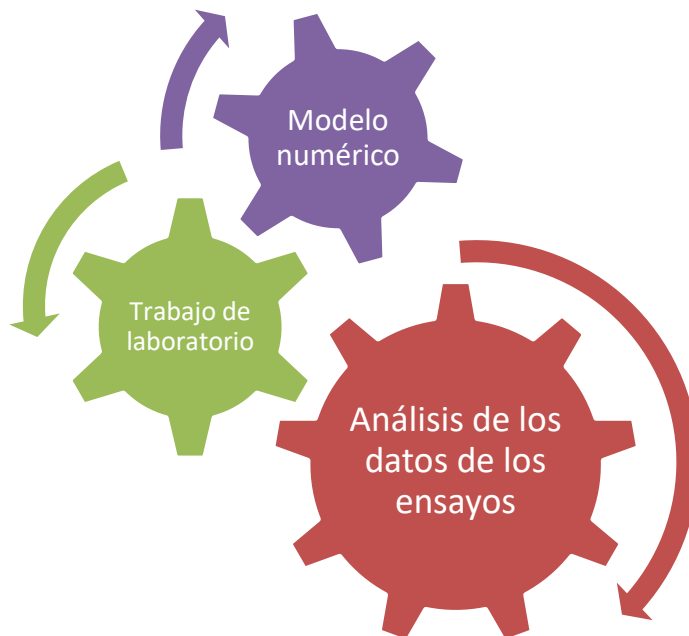 Modelo
numérico
Trabajo de
laboratorio
Análisis de los
datos de los
ensayos